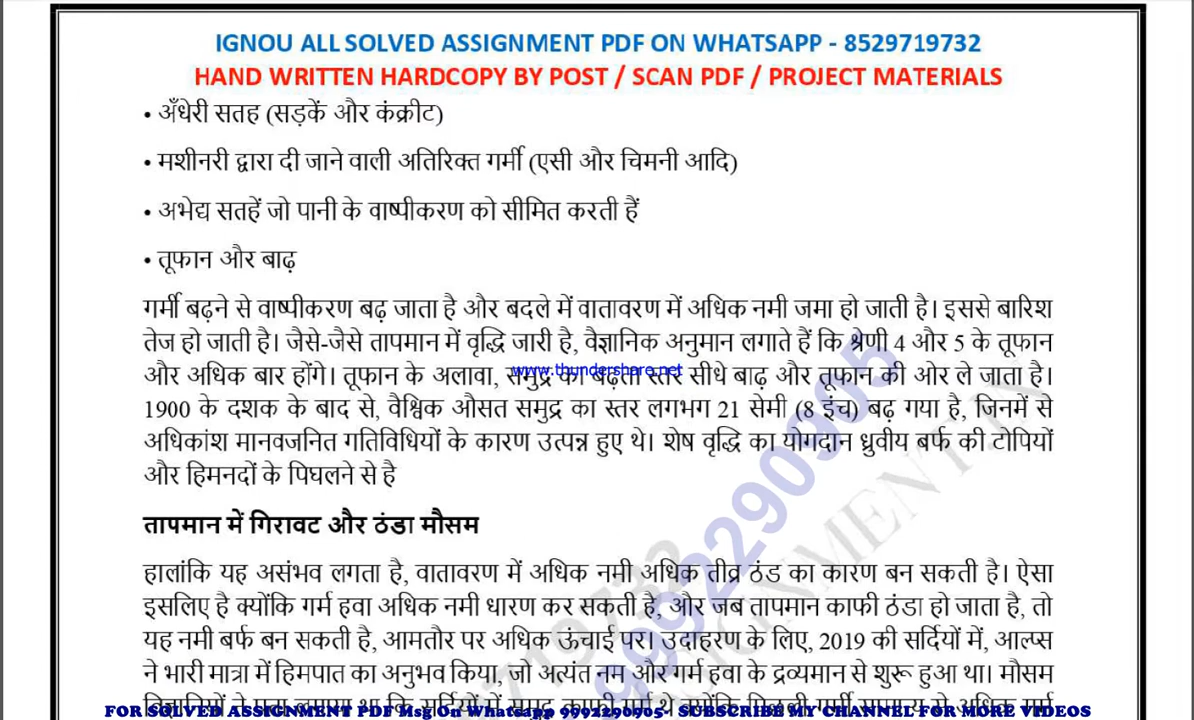 IGNOU ALL SOLVED ASSIGNMENT PDF ON WHATSAPP - 8529719732
HAND WRITTEN HARDCOPY BY POST / SCAN PDF / PROJECT MATERIALS
• अँधेरी सतह (सड़कें और कंक्रीट)
• मशीनरी द्वारा दी जाने वाली अतिरिक्त गर्मी (एसी और चिमनी आदि)
• अभेद्य सतहें जो पानी के वाष्पीकरण को सीमित करती हैं
• तूफान और बाढ़
गर्मी बढ़ने से वाष्पीकरण बढ़ जाता है और बदले में वातावरण में अधिक नमी जमा हो जाती है। इससे बारिश
तेज हो जाती है। जैसे-जैसे तापमान में वृद्धि जारी है, वैज्ञानिक अनुमान लगाते हैं कि श्रेणी 4 और 5 के तूफान
और अधिक बार होंगे। तूफान के अलावा, समुद्र का बढ़ता स्तर सीधे बाढ़ और तूफान की ओर ले जाता है।
www.thundershare.net
1900 के दशक के बाद से, वैश्विक औसत समुद्र का स्तर लगभग 21 सेमी (8 इंच) बढ़ गया है, जिनमें से
अधिकांश मानवजनित गतिविधियों के कारण उत्पन्न हुए थे। शेष वृद्धि का योगदान ध्रुवीय बर्फ की टोपियों
और हिमनदों के पिघलने से है
तापमान में गिरावट और ठंडा मौसम
हालांकि यह असंभव लगता है, वातावरण में अधिक नमी अधिक तीव्र ठंड का कारण बन सकती है। ऐसा
इसलिए है क्योंकि गर्म हवा अधिक नमी धारण कर सकती है, और जब तापमान काफी ठंडा हो जाता है, तो
यह नमी बर्फ बन सकती है, आमतौर पर अधिक ऊंचाई पर। उदाहरण के लिए, 2019 की सर्दियों में, आल्प्स
ने भारी मात्रा में हिमपात का अनुभव किया, जो अत्यंत नम और गर्म हवा के द्रव्यमान से शुरू हुआ था। मौसम
FOR SOLVED ASSIGNMENT PDF Msg On Whatsapp 9992290905- SUBSCRIBE MY CHANNEL FOR MORE VIDEOS
9992290905